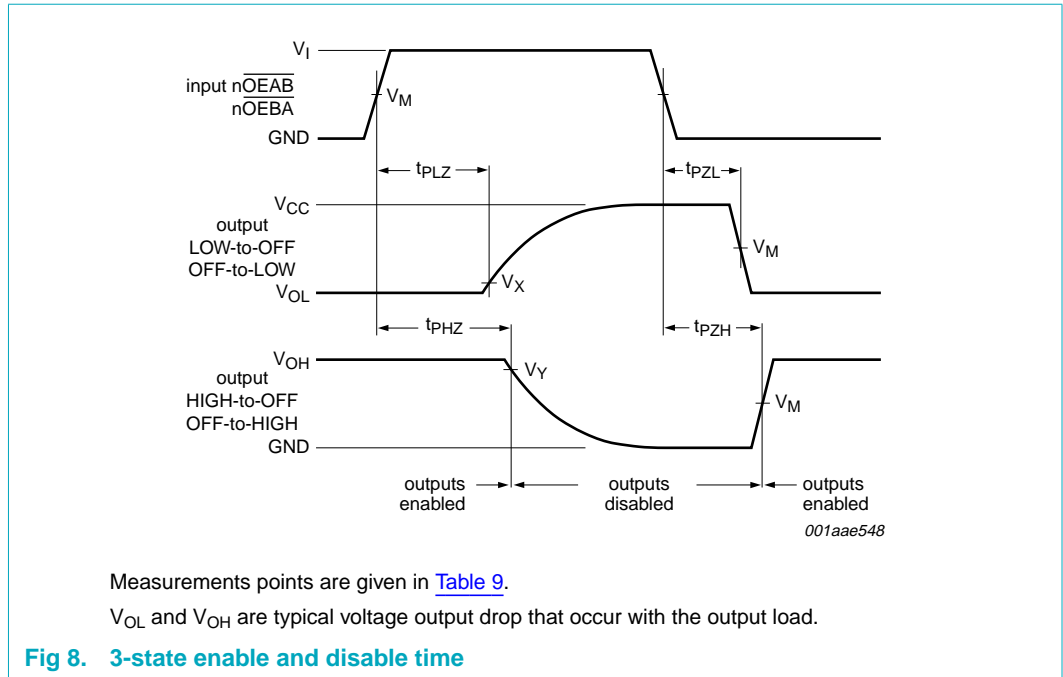 V_I
input nO̅E̅A̅B̅
nO̅E̅B̅A̅
V_M
GND
t_PLZ
t_PZL
V_CC
output
LOW-to-OFF
OFF-to-LOW
V_M
V_X
V_OL
t_PHZ
t_PZH
V_OH
V_Y
output
HIGH-to-OFF
OFF-to-HIGH
V_M
GND
outputs enabled
outputs disabled
outputs enabled
001aae548
Measurements points are given in Table 9.
V_OL and V_OH are typical voltage output drop that occur with the output load.
Fig 8. 3-state enable and disable time